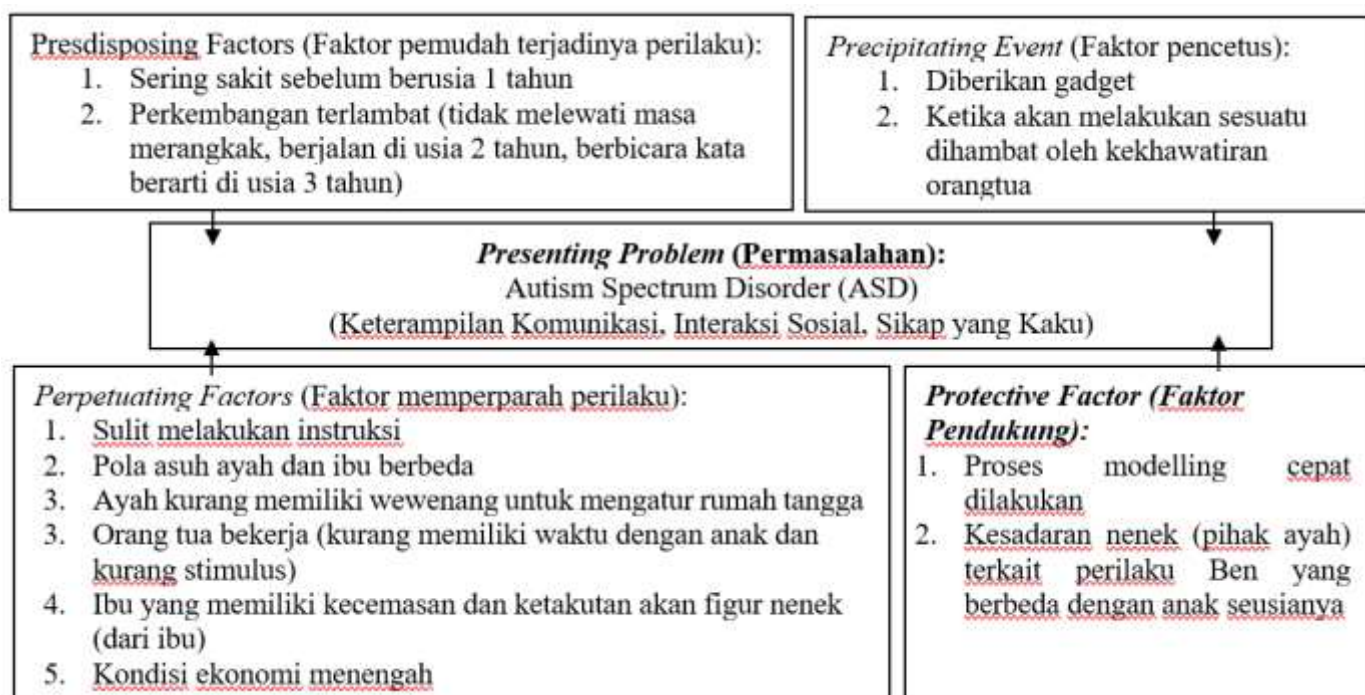 Presdisposing Factors (Faktor pemudah terjadinya perilaku):
1. Sering sakit sebelum berusia 1 tahun
2. Perkembangan terlambat (tidak melewati masa
merangkak, berjalan di usia 2 tahun, berbicara kata
berarti di usia 3 tahun)
Precipitating Event (Faktor pencetus):
1. Diberikan gadget
2. Ketika akan melakukan sesuatu
dihambat oleh kekhawatiran
orangtua
Presenting Problem (Permasalahan):
Autism Spectrum Disorder (ASD)
(Keterampilan Komunikasi, Interaksi Sosial, Sikap yang Kaku)
Perpetuating Factors (Faktor memperparah perilaku):
1. Sulit melakukan instruksi
2. Pola asuh ayah dan ibu berbeda
3. Ayah kurang memiliki wewenang untuk mengatur rumah tangga
3. Orang tua bekerja (kurang memiliki waktu dengan anak dan
kurang stimulus)
4. Ibu yang memiliki kecemasan dan ketakutan akan figur nenek
(dari ibu)
5. Kondisi ekonomi menengah
Protective Factor (Faktor
Pendukung):
1. Proses modelling cepat
dilakukan
2. Kesadaran nenek (pihak ayah)
terkait perilaku Ben yang
berbeda dengan anak seusianya